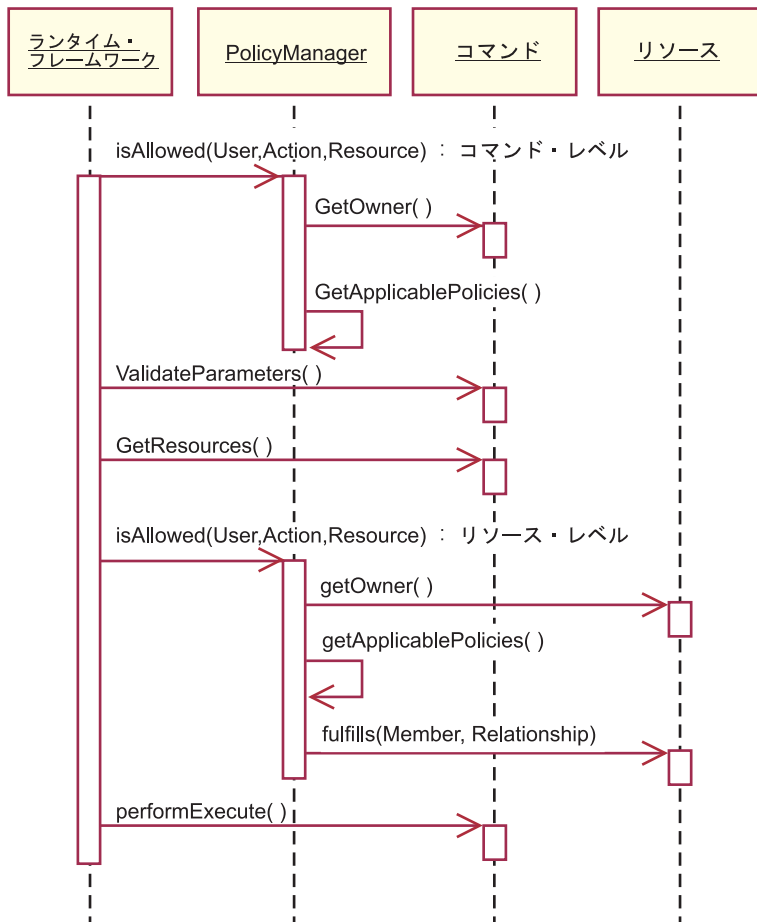 ランタイム・
フレームワーク
PolicyManager
コマンド
リソース
isAllowed(User,Action,Resource) : コマンド・レベル
GetOwner( )
GetApplicablePolicies( )
ValidateParameters( )
GetResources( )
isAllowed(User,Action,Resource) : リソース・レベル
getOwner( )
getApplicablePolicies( )
fulfills(Member, Relationship)
performExecute( )